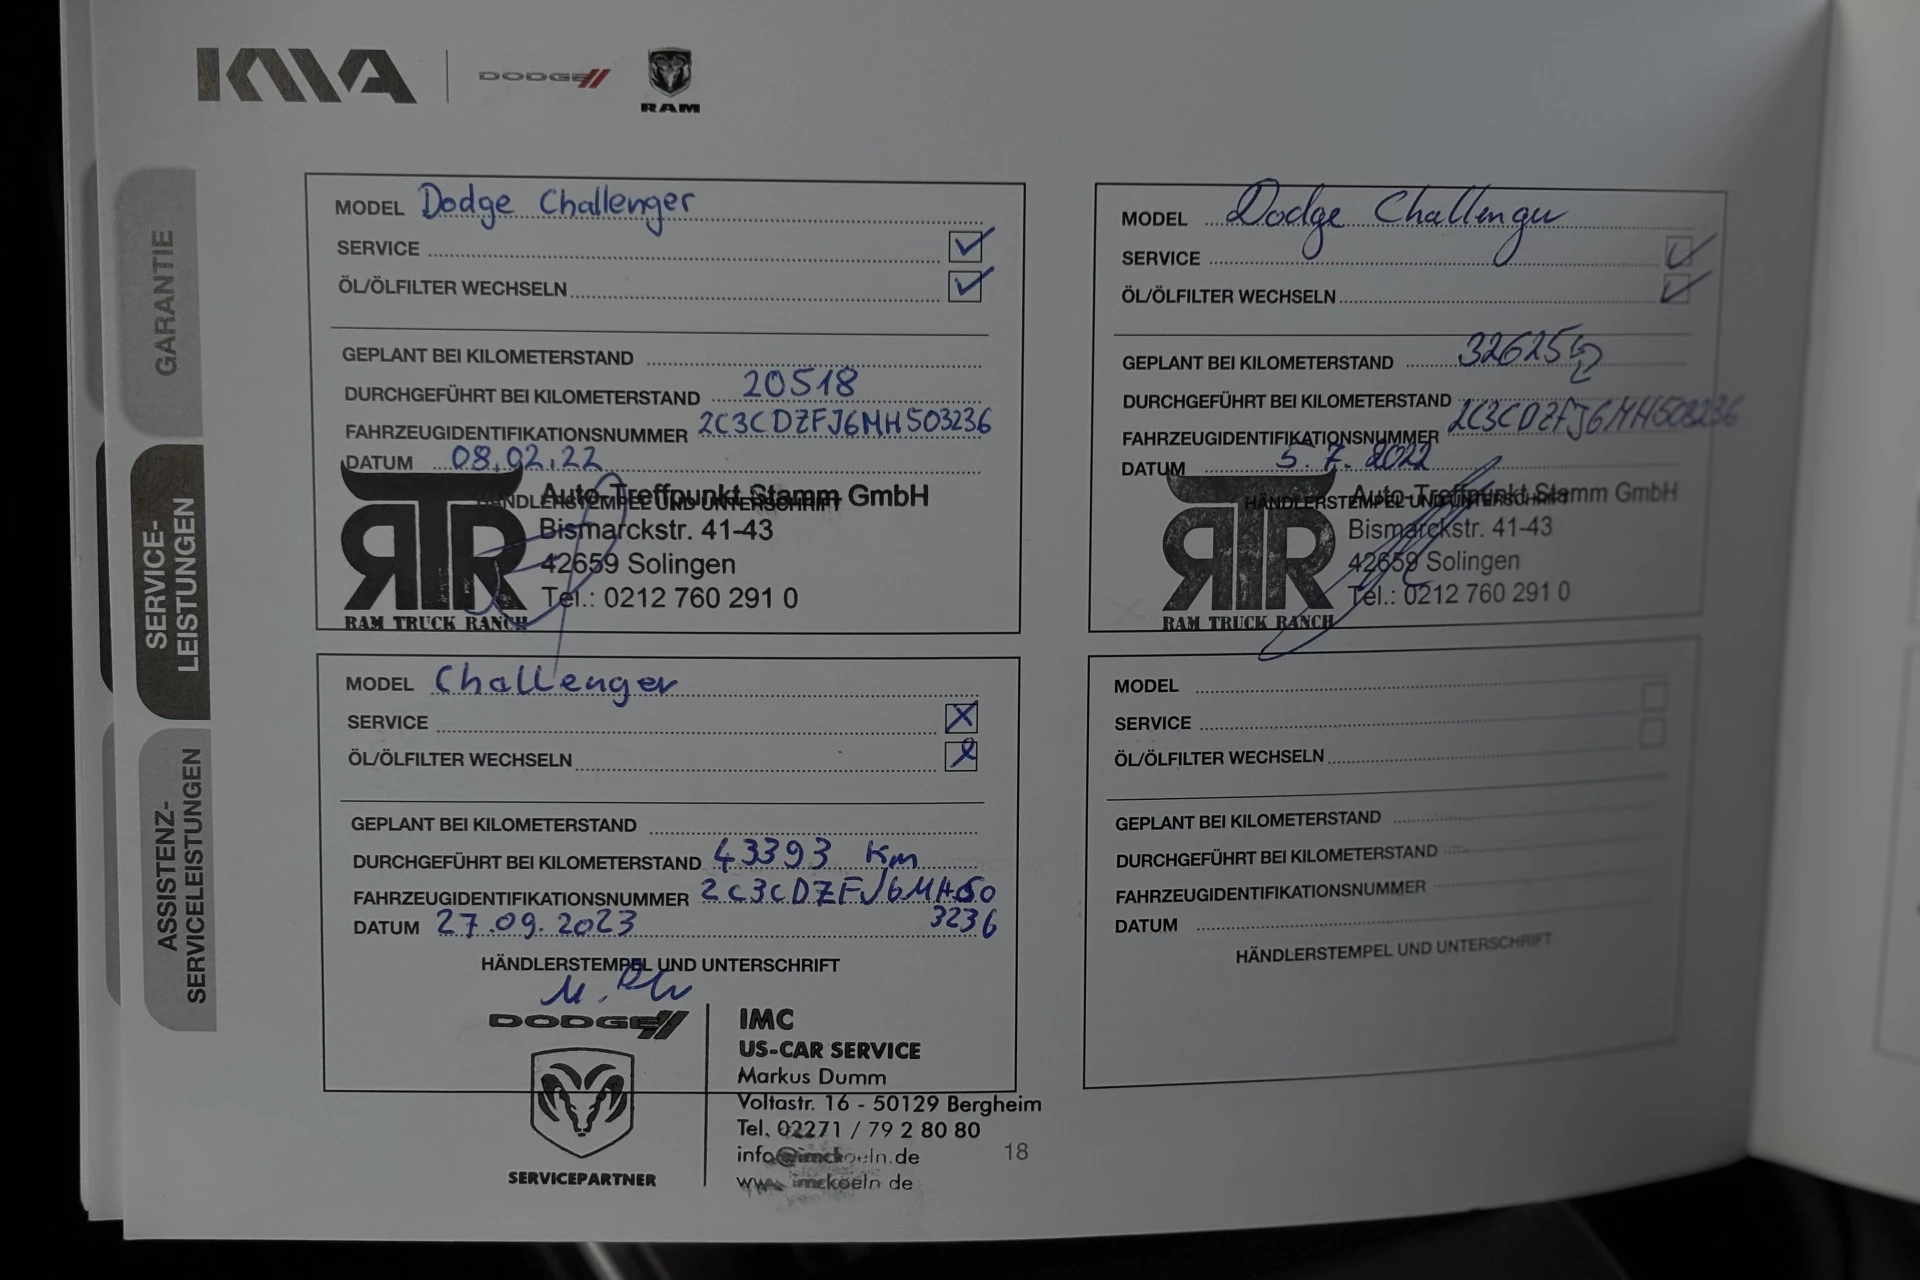 KWA
DODGE
RAM
GARANTIE
SERVICE-
LEISTUNGEN
ASSISTENZ-
SERVICELEISTUNGEN
MODEL Dodge Challenger
SERVICE
ÖL/ÖLFILTER WECHSELN
GEPLANT BEI KILOMETERSTAND
DURCHGEFÜHRT BEI KILOMETERSTAND 20518
FAHRZEUGIDENTIFIKATIONSNUMMER 2C3CDZFJ6MH503236
DATUM 08.02.22
HÄNDLERSTEMPEL UND UNTERSCHRIFT
Auto-Treffpunkt Stamm GmbH
Bismarckstr. 41-43
42659 Solingen
Tel.: 0212 760 291 0
RTR
RAM TRUCK RANCH
MODEL Dodge Challenger
SERVICE
ÖL/ÖLFILTER WECHSELN
GEPLANT BEI KILOMETERSTAND 32625
DURCHGEFÜHRT BEI KILOMETERSTAND
FAHRZEUGIDENTIFIKATIONSNUMMER 2C3CDZFJ6MH503236
DATUM 5.7.2022
HÄNDLERSTEMPEL UND UNTERSCHRIFT
Auto-Treffpunkt Stamm GmbH
Bismarckstr. 41-43
42659 Solingen
Tel.: 0212 760 291 0
RTR
RAM TRUCK RANCH
MODEL Challenger
SERVICE
ÖL/ÖLFILTER WECHSELN
GEPLANT BEI KILOMETERSTAND
DURCHGEFÜHRT BEI KILOMETERSTAND 43393 Km
FAHRZEUGIDENTIFIKATIONSNUMMER 2C3CDZFJ6MH50
DATUM 27.09.2023 3236
HÄNDLERSTEMPEL UND UNTERSCHRIFT
DODGE
SERVICEPARTNER
IMC
US-CAR SERVICE
Markus Dumm
Voltastr. 16 - 50129 Bergheim
Tel. 02271 / 79 2 80 80
info@imckoeln.de
www.imckoeln.de
MODEL
SERVICE
ÖL/ÖLFILTER WECHSELN
GEPLANT BEI KILOMETERSTAND
DURCHGEFÜHRT BEI KILOMETERSTAND
FAHRZEUGIDENTIFIKATIONSNUMMER
DATUM
HÄNDLERSTEMPEL UND UNTERSCHRIFT
18